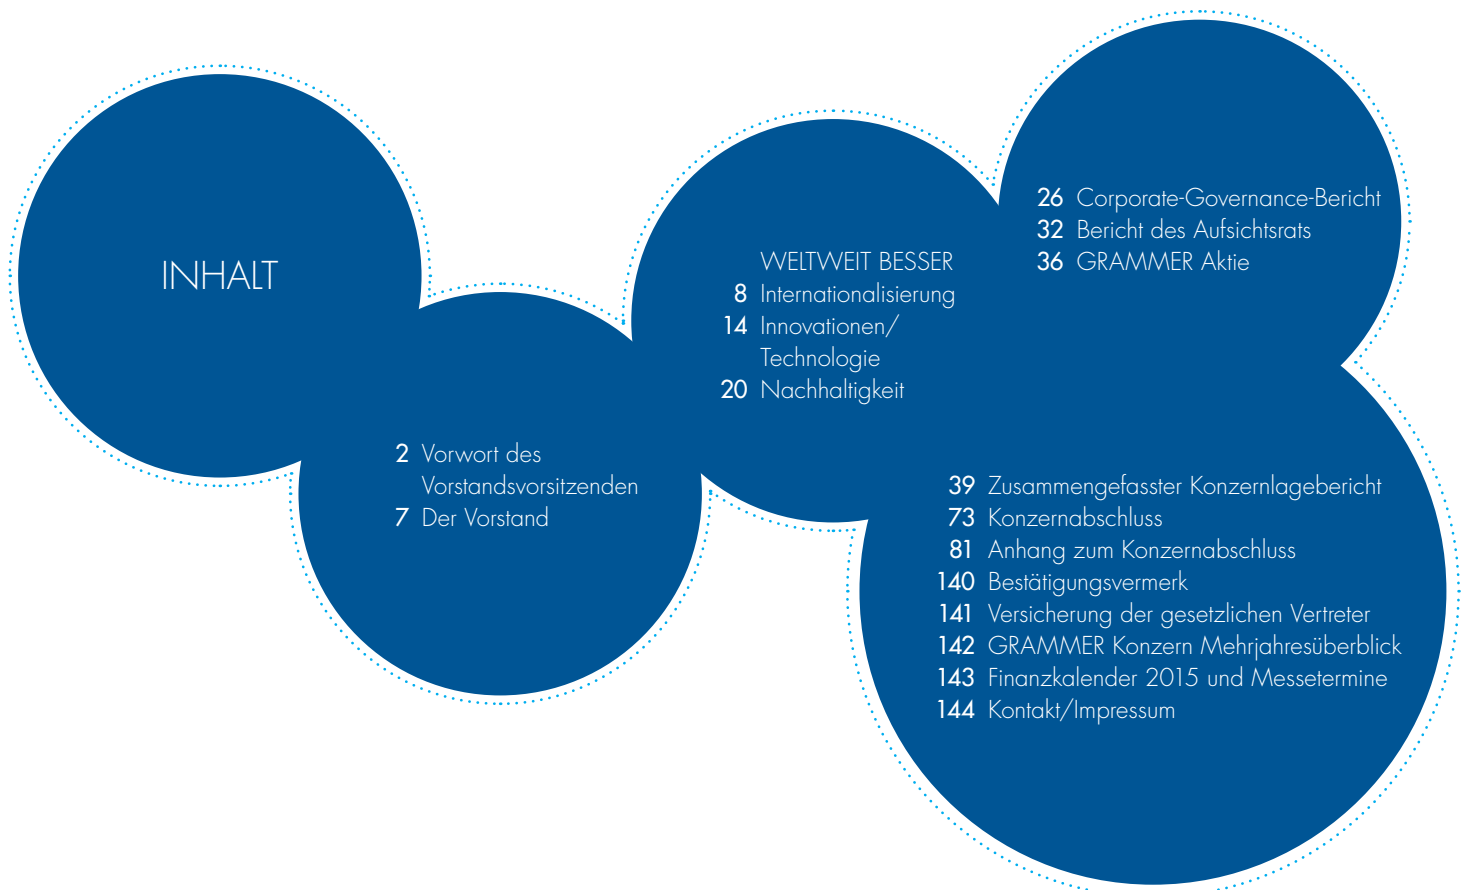 INHALT
2 Vorwort des
Vorstandsvorsitzenden
7 Der Vorstand
WELTWEIT BESSER
8 Internationalisierung
14 Innovationen/
Technologie
20 Nachhaltigkeit
26 Corporate-Governance-Bericht
32 Bericht des Aufsichtsrats
36 GRAMMER Aktie
39 Zusammengefasster Konzernlagebericht
73 Konzernabschluss
81 Anhang zum Konzernabschluss
140 Bestätigungsvermerk
141 Versicherung der gesetzlichen Vertreter
142 GRAMMER Konzern Mehrjahresüberblick
143 Finanzkalender 2015 und Messetermine
144 Kontakt/Impressum